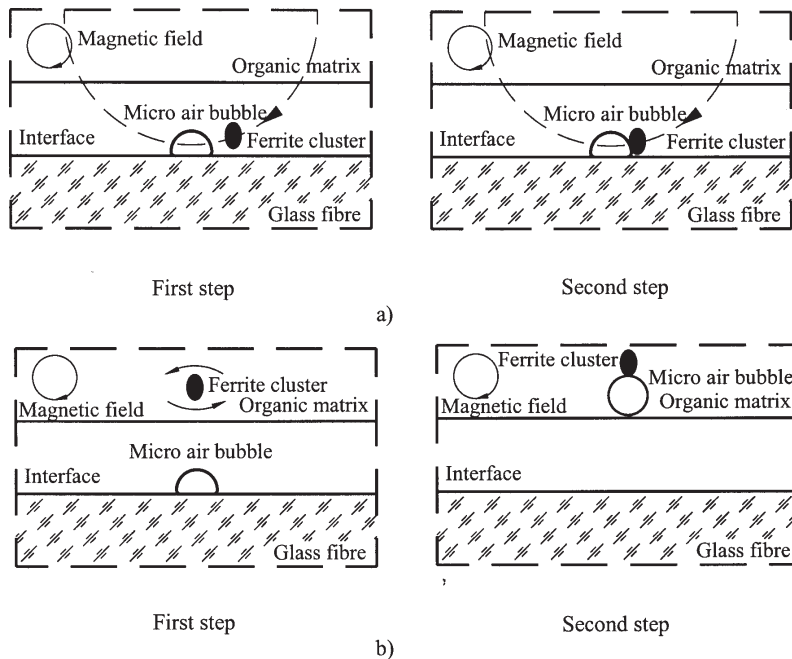 Magnetic field
Organic matrix
Micro air bubble
Interface
Ferrite cluster
Glass fibre
First step
Magnetic field
Organic matrix
Micro air bubble
Interface
Ferrite cluster
Glass fibre
Second step
a)
Ferrite cluster
Magnetic field
Organic matrix
Micro air bubble
Interface
Glass fibre
First step
Ferrite cluster
Micro air bubble
Magnetic field
Organic matrix
Interface
Glass fibre
Second step
b)